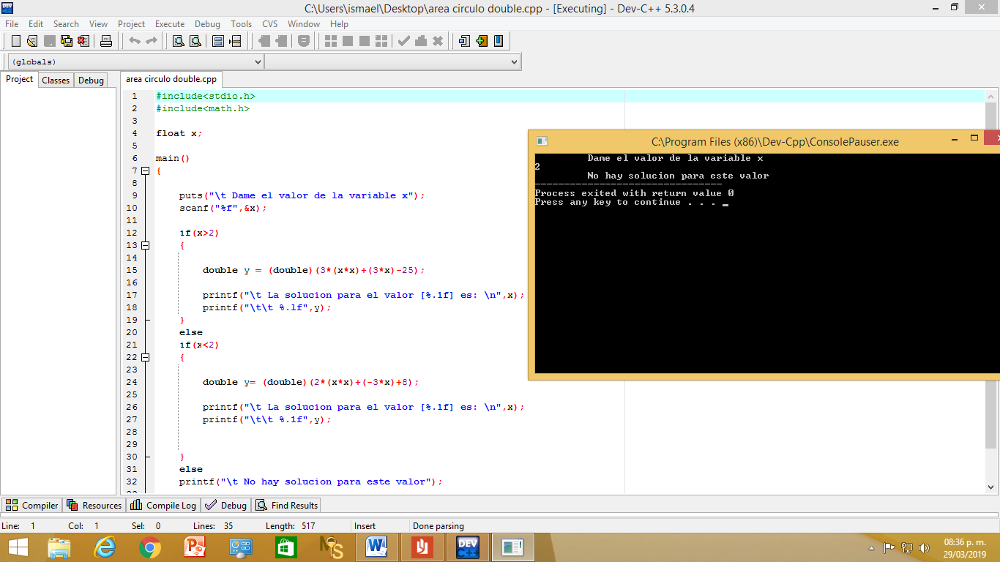 C:\Users\ismael\Desktop\area circulo double.cpp - [Executing] - Dev-C++ 5.3.0.4
File Edit Search View Project Execute Debug Tools CVS Window Help
(globals)
Project Classes Debug
area circulo double.cpp
1 #include<stdio.h>
2 #include<math.h>
3
4 float x;
5
6 main()
7 {
8
9 puts("\t Dame el valor de la variable x");
10 scanf("%f",&x);
11
12 if(x>2)
13 {
14
15 double y = (double)(3*(x*x)+(3*x)-25);
16
17 printf("\t La solucion para el valor [%.1f] es: \n",x);
18 printf("\t\t %.lf",y);
19 }
20 else
21 if(x<2)
22 {
23
24 double y= (double)(2*(x*x)+(-3*x)+8);
25
26 printf("\t La solucion para el valor [%.1f] es: \n",x);
27 printf("\t\t %.1f",y);
28
29
30 }
31 else
32 printf("\t No hay solucion para este valor");
C:\Program Files (x86)\Dev-Cpp\ConsolePauser.exe
Dame el valor de la variable x
2
No hay solucion para este valor
--------------------------------
Process exited with return value 0
Press any key to continue . . . _
Compiler Resources Compile Log Debug Find Results
Line: 1 Col: 1 Sel: 0 Lines: 35 Length: 517 Insert Done parsing
DEV
C++
08:36 p. m.
29/03/2019